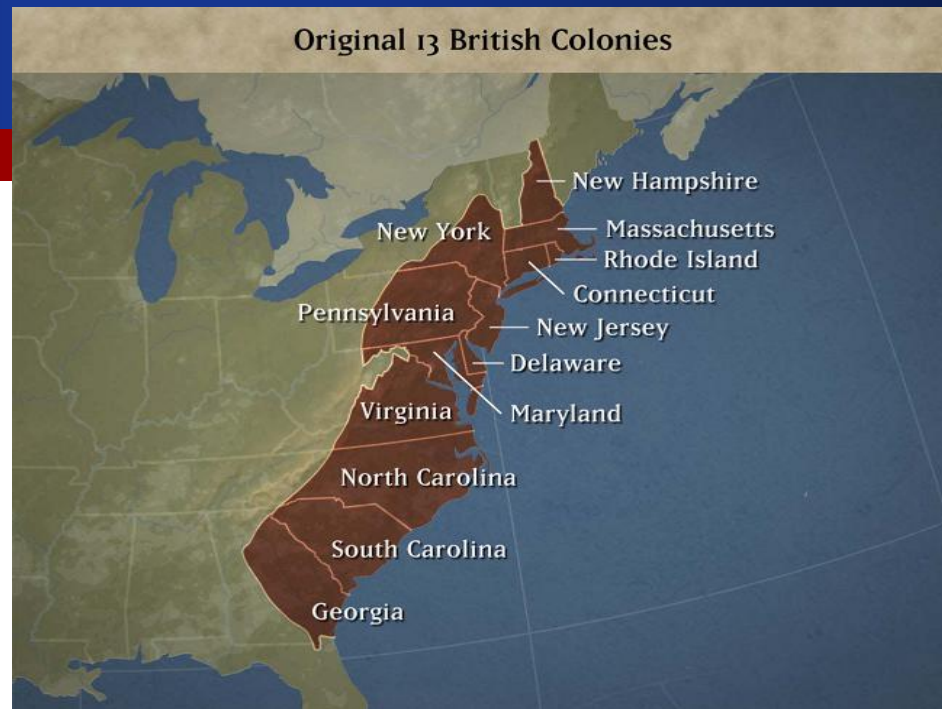 Original 13 British Colonies
New Hampshire
New York
Massachusetts
Rhode Island
Connecticut
Pennsylvania
New Jersey
Delaware
Virginia
Maryland
North Carolina
South Carolina
Georgia